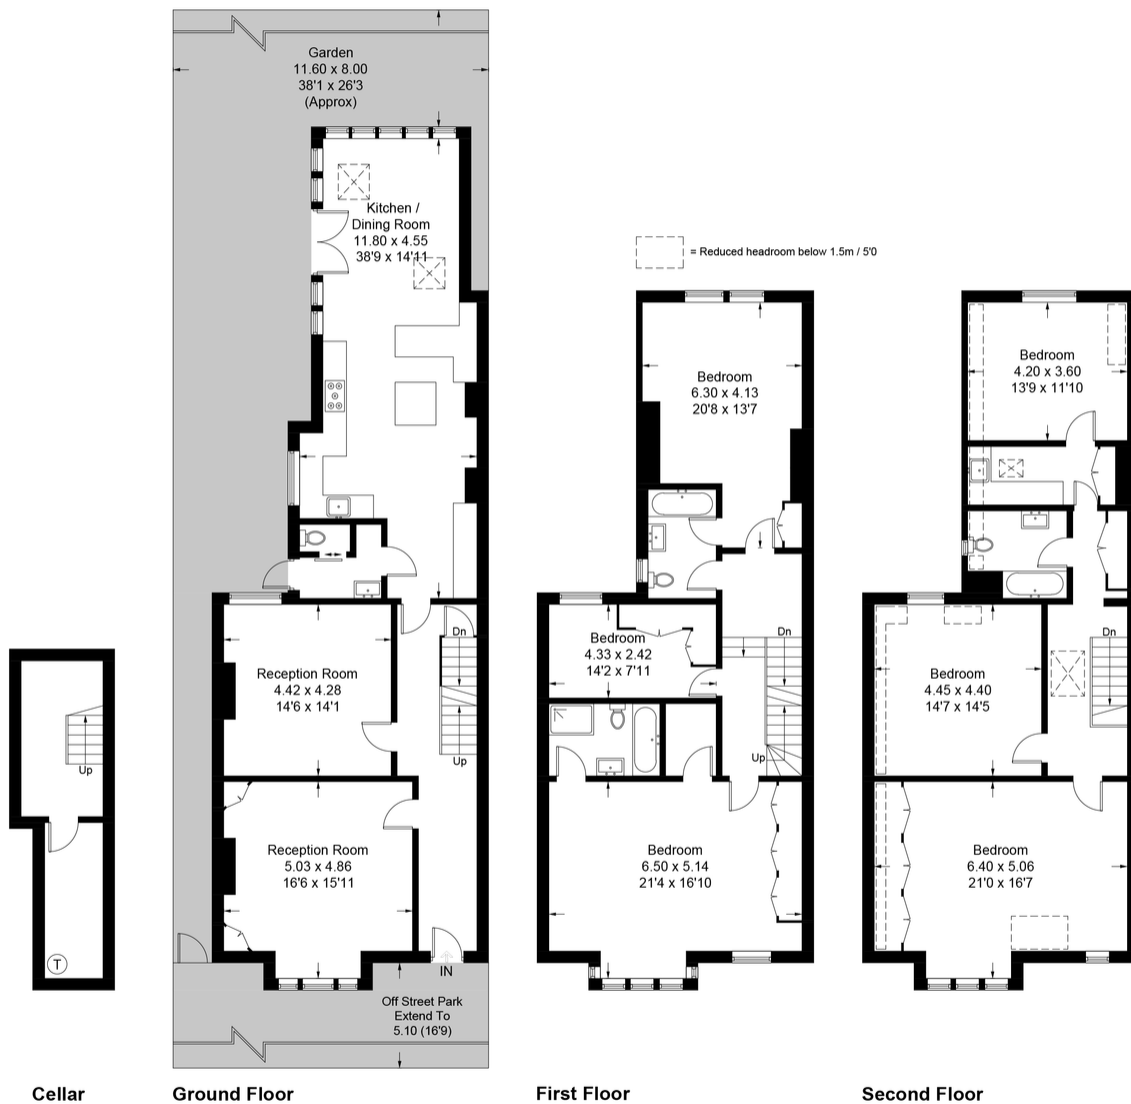 Garden
11.60 x 8.00
38'1 x 26'3
(Approx)
Kitchen /
Dining Room
11.80 x 4.55
38'9 x 14'11
= Reduced headroom below 1.5m / 5'0
Bedroom
6.30 x 4.13
20'8 x 13'7
Bedroom
4.20 x 3.60
13'9 x 11'10
Reception Room
4.42 x 4.28
14'6 x 14'1
Dn
Up
Bedroom
4.33 x 2.42
14'2 x 7'11
Dn
Up
Bedroom
4.45 x 4.40
14'7 x 14'5
Dn
Up
T
Reception Room
5.03 x 4.86
16'6 x 15'11
IN
Bedroom
6.50 x 5.14
21'4 x 16'10
Bedroom
6.40 x 5.06
21'0 x 16'7
Off Street Park
Extend To
5.10 (16'9)
Cellar
Ground Floor
First Floor
Second Floor